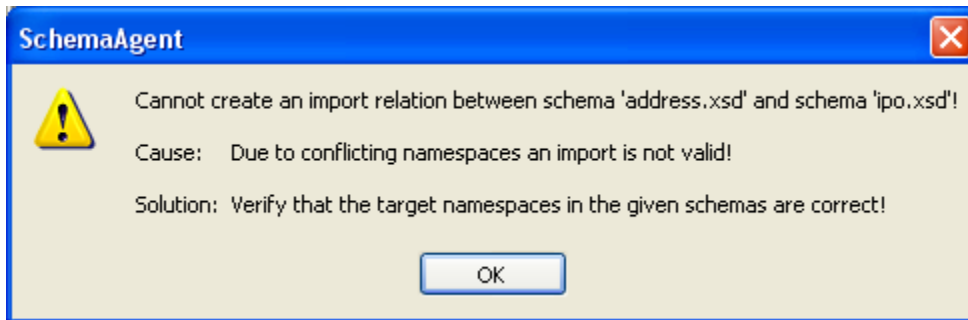 SchemaAgent
Cannot create an import relation between schema 'address.xsd' and schema 'ipo.xsd'!
Cause: Due to conflicting namespaces an import is not valid!
Solution: Verify that the target namespaces in the given schemas are correct!
OK